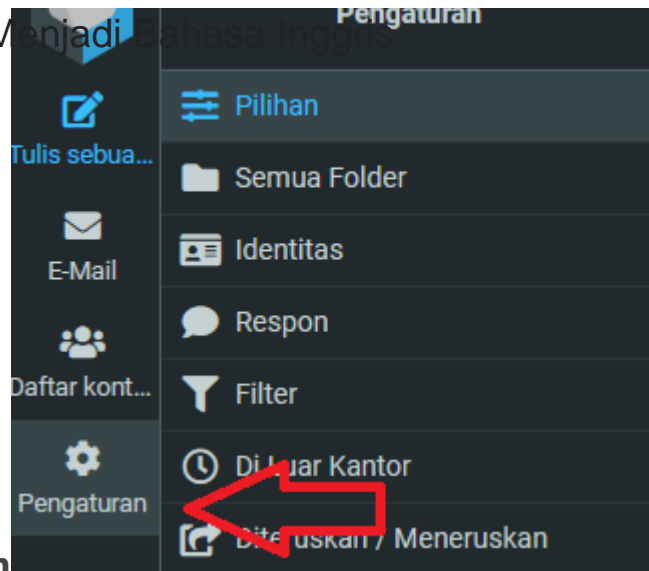 Menjadi Bahasa Inggris
Pengaturan
Tulis sebua...
E-Mail
Daftar kont...
Pengaturan
Pilihan
Semua Folder
Identitas
Respon
Filter
Di Luar Kantor
Diteruskan / Meneruskan